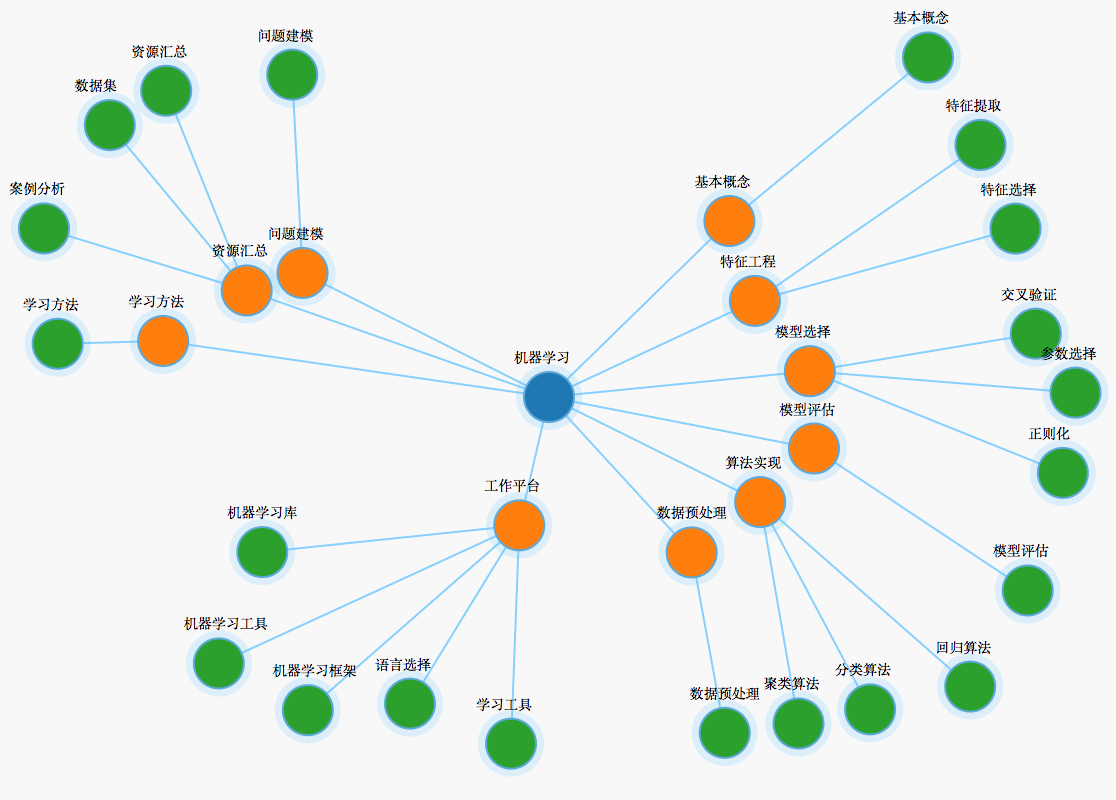 基本概念
问题建模
资源汇总
数据集
特征提取
案例分析
基本概念
特征选择
问题建模
资源汇总
特征工程
学习方法
学习方法
交叉验证
模型选择
机器学习
参数选择
模型评估
正则化
算法实现
工作平台
机器学习库
数据预处理
模型评估
机器学习工具
回归算法
机器学习框架
语言选择
分类算法
聚类算法
数据预处理
学习工具